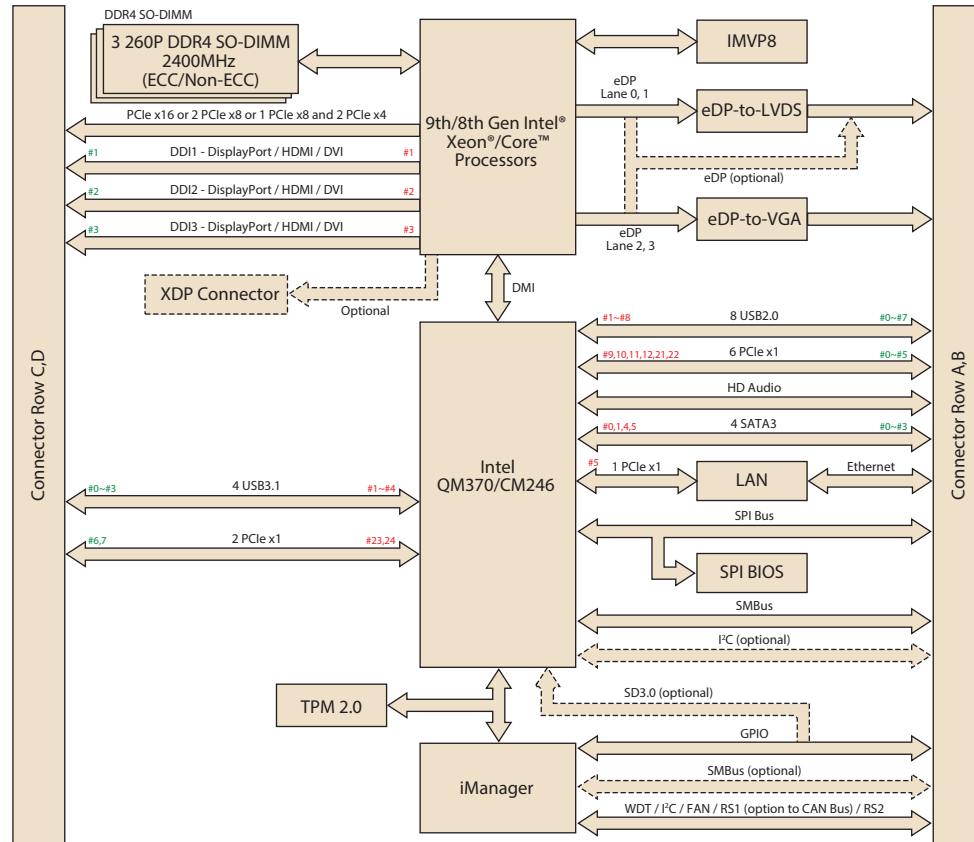 DDR4 SO-DIMM
3 260P DDR4 SO-DIMM
2400MHz
(ECC/Non-ECC)
PCIe x16 or 2 PCIe x8 or 1 PCIe x8 and 2 PCIe x4
#1 DDI1 - DisplayPort / HDMI / DVI #1
#2 DDI2 - DisplayPort / HDMI / DVI #2
#3 DDI3 - DisplayPort / HDMI / DVI #3
XDP Connector
Optional
9th/8th Gen Intel®
Xeon®/Core™
Processors
IMVP8
eDP
Lane 0, 1
eDP-to-LVDS
eDP (optional)
eDP-to-VGA
eDP
Lane 2, 3
DMI
Connector Row C,D
Connector Row A,B
#1~#8 8 USB2.0 #0~#7
#9,10,11,12,21,22 6 PCIe x1 #0~#5
HD Audio
#0,1,4,5 4 SATA3 #0~#3
#5 1 PCIe x1
LAN
Ethernet
Intel
QM370/CM246
#0~#3 4 USB3.1 #1~#4
#6,7 2 PCIe x1 #23,24
SPI Bus
SPI BIOS
SMBus
I²C (optional)
SD3.0 (optional)
TPM 2.0
GPIO
iManager
SMBus (optional)
WDT / I²C / FAN / RS1 (option to CAN Bus) / RS2